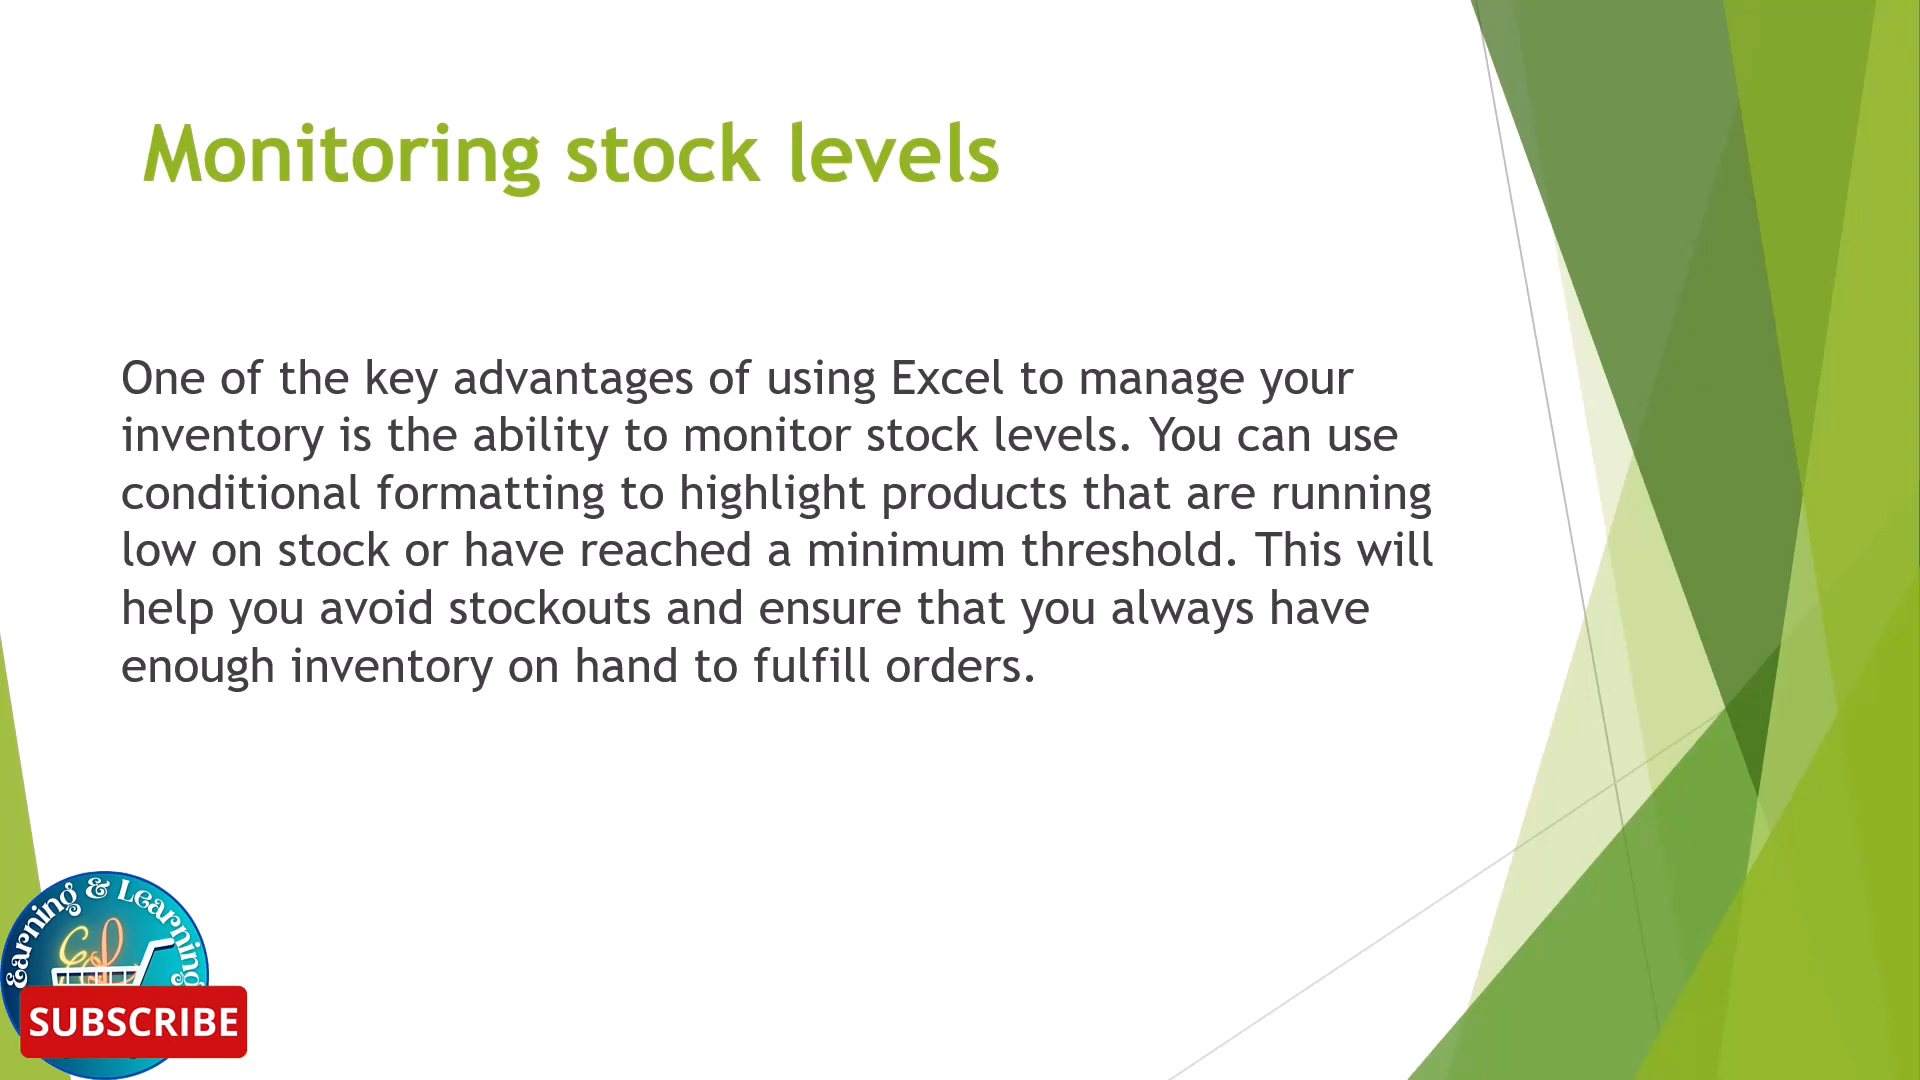 Monitoring stock levels
One of the key advantages of using Excel to manage your
inventory is the ability to monitor stock levels. You can use
conditional formatting to highlight products that are running
low on stock or have reached a minimum threshold. This will
help you avoid stockouts and ensure that you always have
enough inventory on hand to fulfill orders.
Earning & Learning
SUBSCRIBE